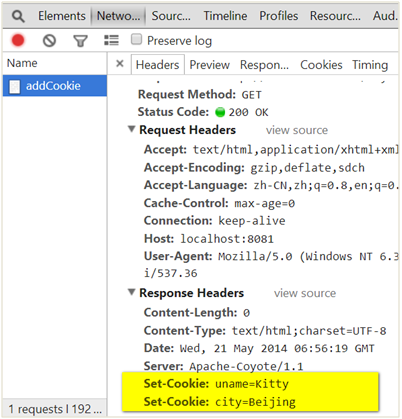 Elements Netwo... Sourc... Timeline Profiles Resour... Aud
Preserve log
Name
× Headers Preview Respon... Cookies Timing
addCookie
Request Method: GET
Status Code: 200 OK
▼ Request Headers view source
Accept: text/html,application/xhtml+xml
Accept-Encoding: gzip,deflate,sdch
Accept-Language: zh-CN,zh;q=0.8,en;q=0.
Cache-Control: max-age=0
Connection: keep-alive
Host: localhost:8081
User-Agent: Mozilla/5.0 (Windows NT 6.3
i/537.36
▼ Response Headers view source
Content-Length: 0
Content-Type: text/html;charset=UTF-8
Date: Wed, 21 May 2014 06:56:19 GMT
Server: Apache-Coyote/1.1
Set-Cookie: uname=Kitty
Set-Cookie: city=Beijing
1 requests | 192 ...